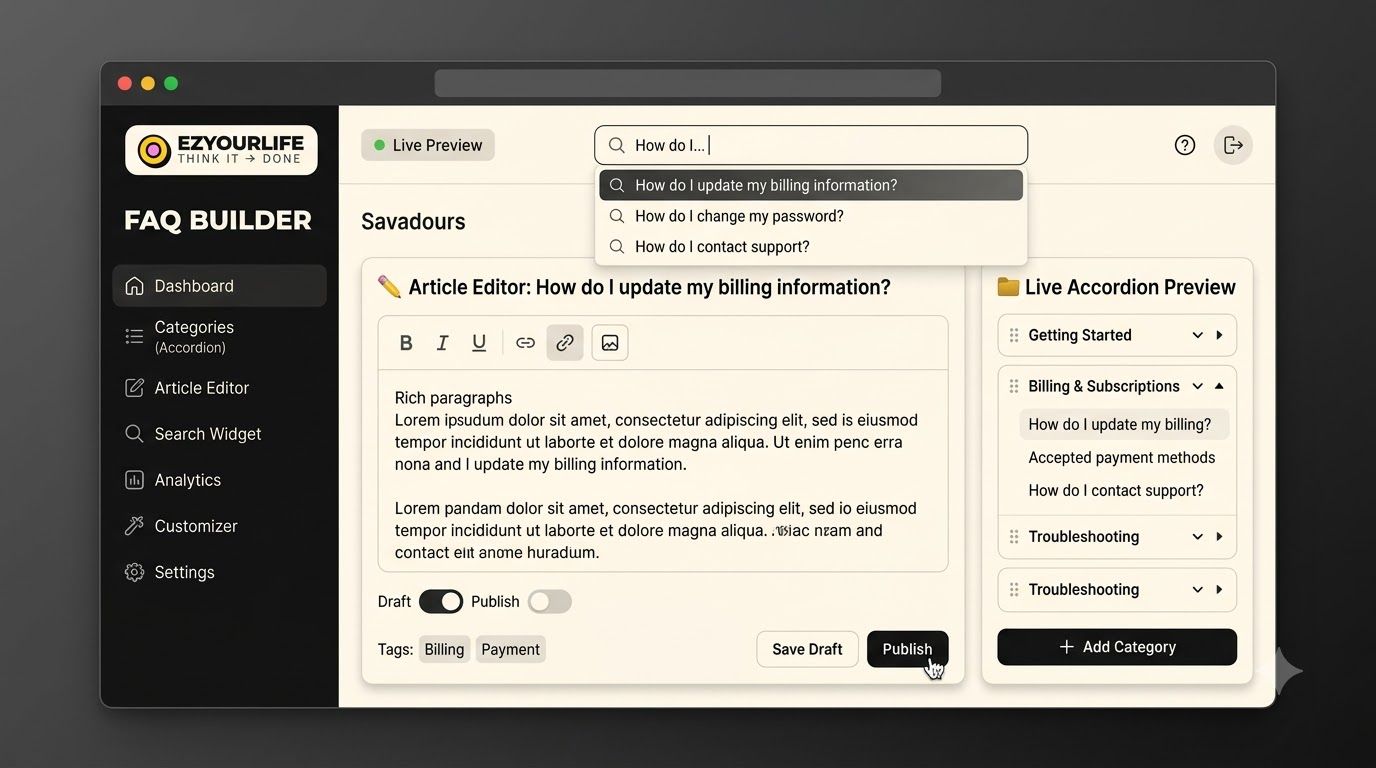 EZYOURLIFE
THINK IT → DONE
FAQ BUILDER
Dashboard
Categories
(Accordion)
Article Editor
Search Widget
Analytics
Customizer
Settings
Live Preview
How do I...
How do I update my billing information?
How do I change my password?
How do I contact support?
Savadours
Article Editor: How do I update my billing information?
B I U
Rich paragraphs
Lorem ipsudum dolor sit amet, consectetur adipiscing elit, sed is eiusmod
tempor incididunt ut laborte et dolore magna aliqua. Ut enim penc erra
nona and I update my billing information.
Lorem pandam dolor sit amet, consectetur adipiscing elit, sed io eiusmod
tempor incididunt ut laborte et dolore magna aliqua. and
contact huradum.
Draft Publish
Tags: Billing Payment
Save Draft
Publish
Live Accordion Preview
Getting Started
Billing & Subscriptions
How do I update my billing?
Accepted payment methods
How do I contact support?
Troubleshooting
Troubleshooting
+ Add Category